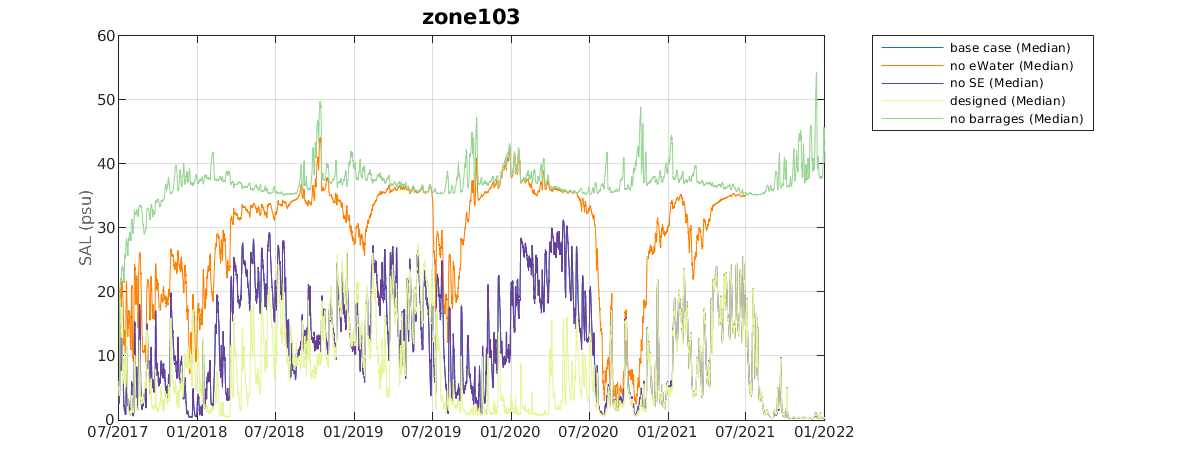 zone103
SAL (psu)
60
50
40
30
20
10
0
07/2017 01/2018 07/2018 01/2019 07/2019 01/2020 07/2020 01/2021 07/2021 01/2022
base case (Median)
no eWater (Median)
no SE (Median)
designed (Median)
no barrages (Median)